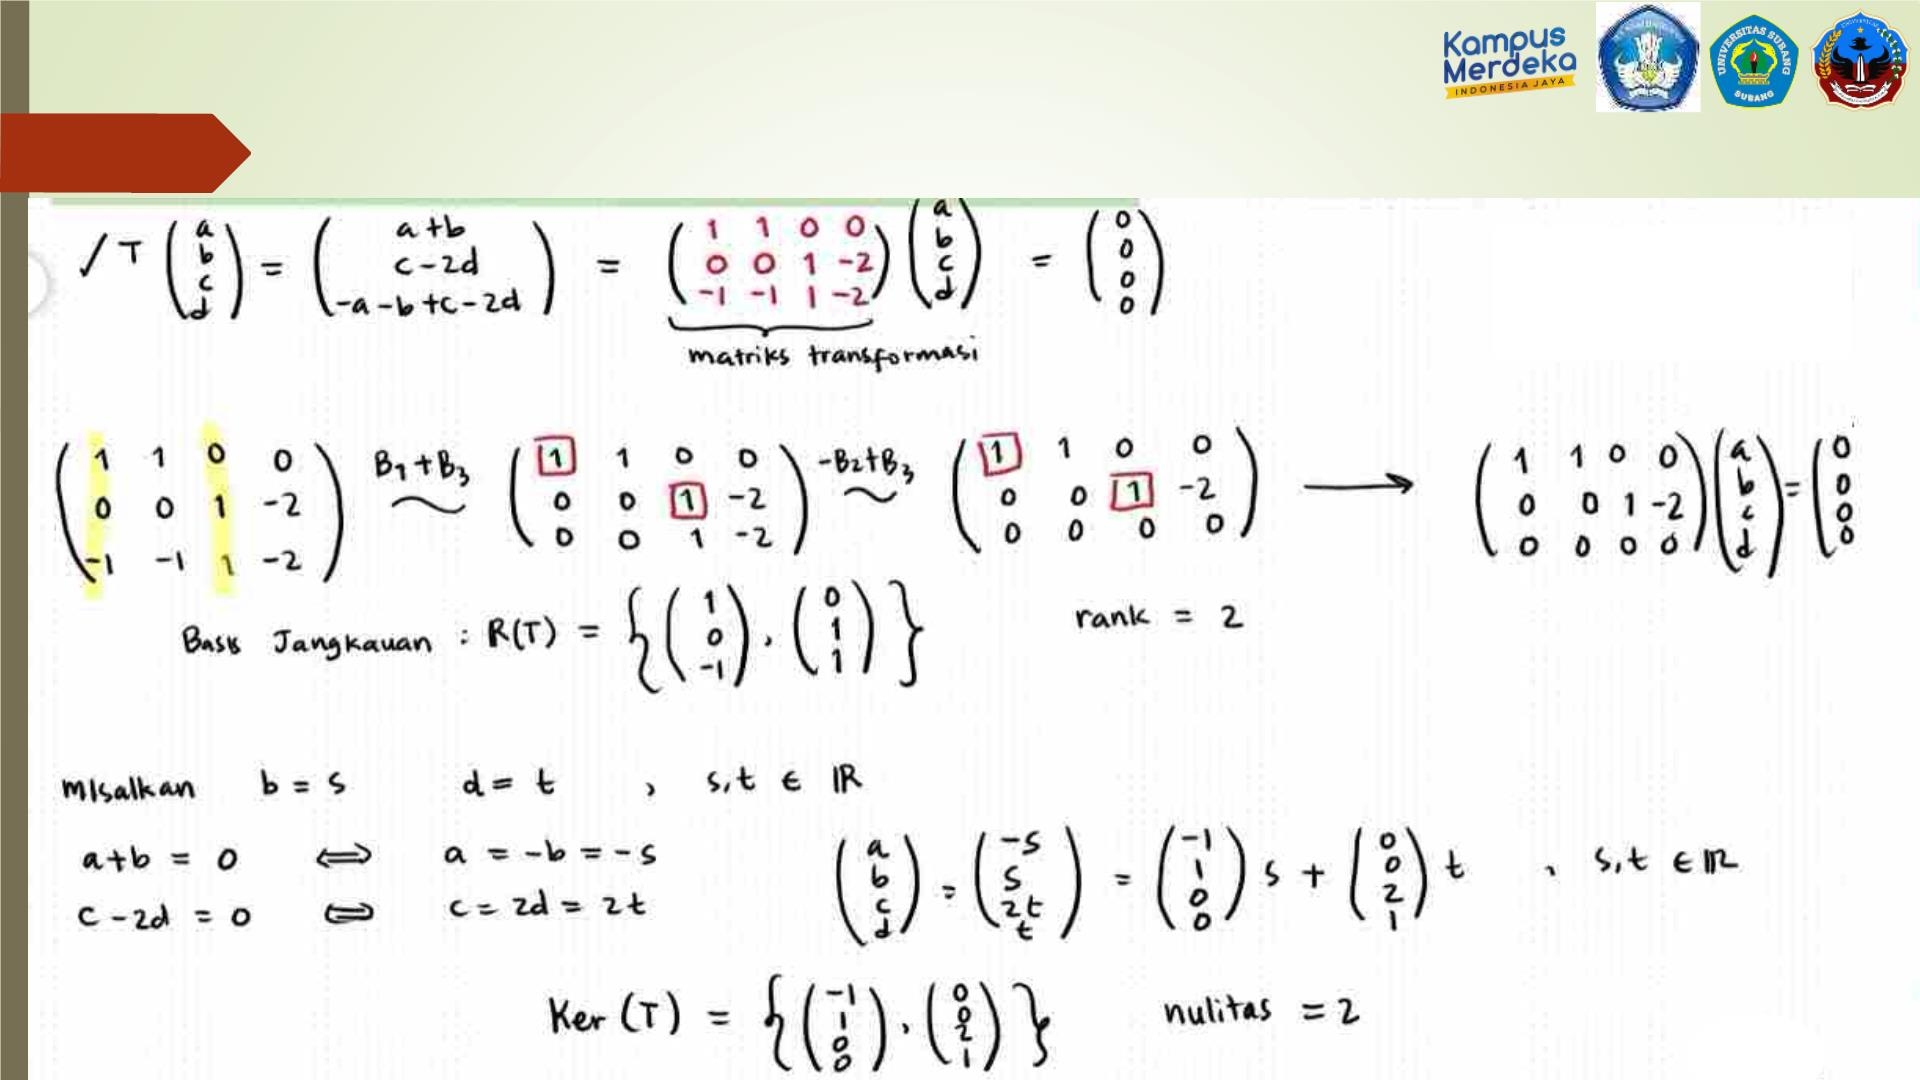 Kampus
Merdeka
INDONESIA JAYA
UNIVERSITAS SUBANG
SUBANG
/ T (a b c d) = (a+b c-2d -a-b+c-2d) = (1 1 0 0 0 0 1 -2 -1 -1 1 -2) (a b c d) = (0 0 0 0)
matriks transformasi
(1 1 0 0 0 0 1 -2 -1 -1 1 -2) B1+B3 ~ (1 1 0 0 0 0 1 -2 0 0 1 -2) -B2+B3 ~ (1 1 0 0 0 0 1 -2 0 0 0 0) → (1 1 0 0 0 0 1 -2 0 0 0 0) (a b c d) = (0 0 0 0)
Basis Jangkauan : R(T) = {(1 0 -1), (0 1 1)} rank = 2
Misalkan b = s d = t , s,t ∈ ℝ
a+b = 0 ⇔ a = -b = -s
c-2d = 0 ⇔ c = 2d = 2t
(a b c d) = (-s s 2t t) = (-1 1 0 0) s + (0 0 2 1) t , s,t ∈ ℝ
Ker (T) = {(-1 1 0 0), (0 0 2 1)} nulitas = 2